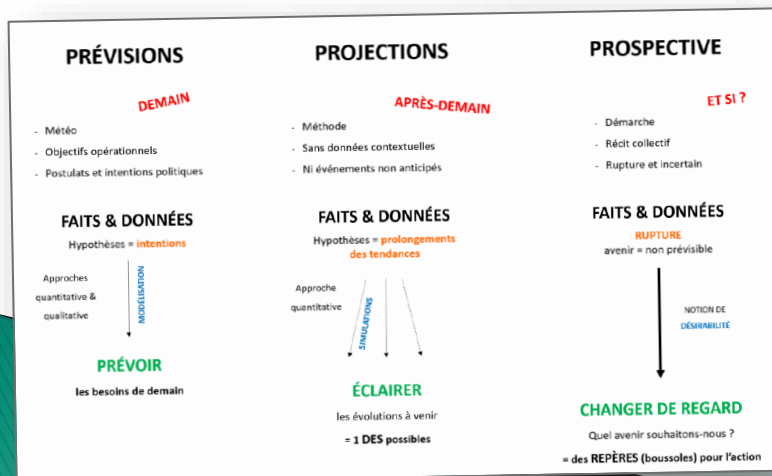 PRÉVISIONS
DEMAIN
- Météo
- Objectifs opérationnels
- Postulats et intentions politiques
FAITS & DONNÉES
Hypothèses = intentions
Approches
quantitative &
qualitative
MODÉLISATION
PRÉVOIR
les besoins de demain
PROJECTIONS
APRÈS-DEMAIN
- Méthode
- Sans données contextuelles
- Ni événements non anticipés
FAITS & DONNÉES
Hypothèses = prolongements
des tendances
Approche
quantitative
SIMULATIONS
ÉCLAIRER
les évolutions à venir
= 1 DES possibles
PROSPECTIVE
ET SI ?
- Démarche
- Récit collectif
- Rupture et incertain
FAITS & DONNÉES
RUPTURE
avenir = non prévisible
NOTION DE
DÉSIRABILITÉ
CHANGER DE REGARD
Quel avenir souhaitons-nous ?
= des REPÈRES (boussoles) pour l'action